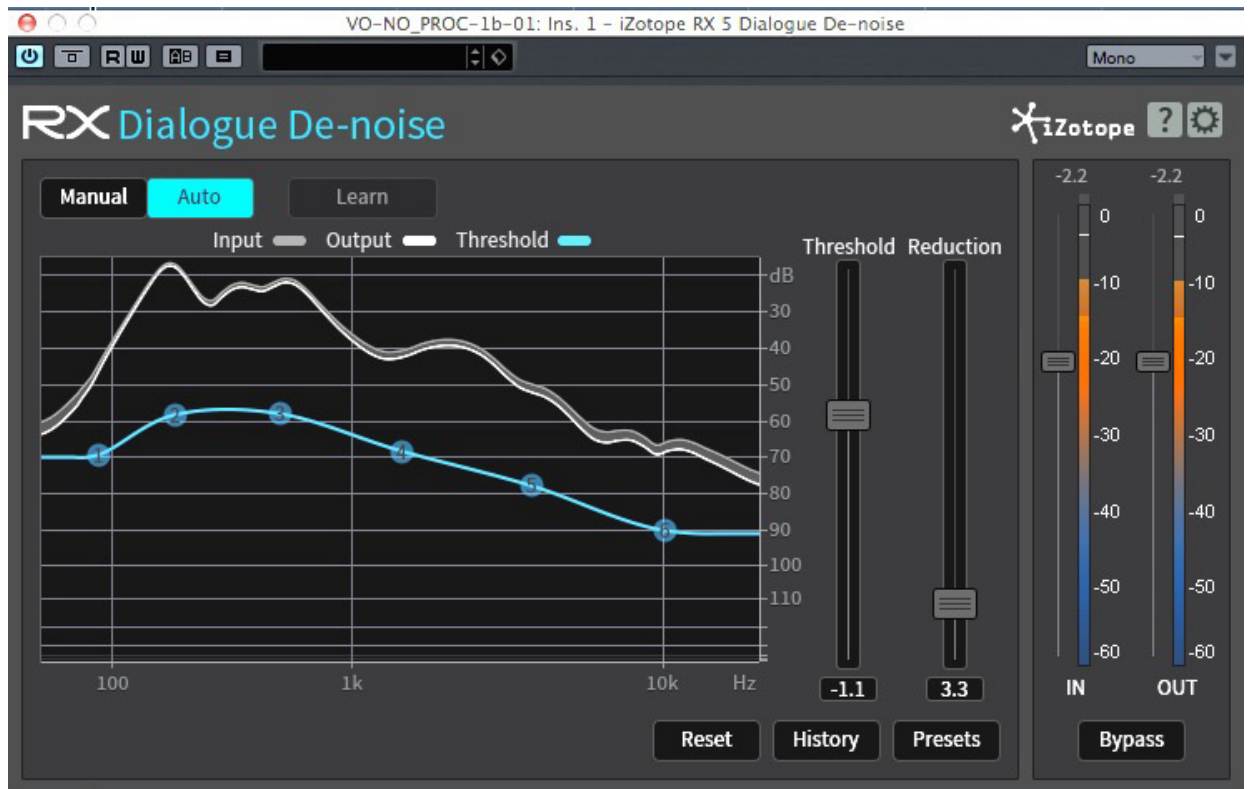 VO-NO_PROC-1b-01: Ins. 1 - iZotope RX 5 Dialogue De-noise
R W AB Mono
RX Dialogue De-noise
iZotope ?
Manual Auto Learn
Input Output Threshold
Threshold Reduction
-2.2 -2.2
dB
30
40
50
60
70
80
90
100
110
1 2 3 4 5 6
100 1k 10k Hz
-1.1 3.3
0 0
-10 -10
-20 -20
-30 -30
-40 -40
-50 -50
-60 -60
IN OUT
Reset History Presets Bypass